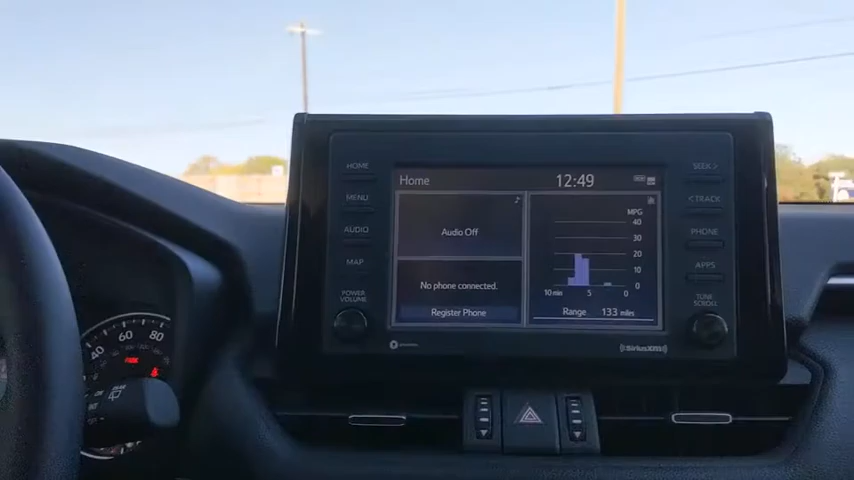 HOME
MENU
AUDIO
MAP
POWER
VOLUME
Home
12:49
Audio Off
No phone connected.
Register Phone
MPG
40
30
20
10
0
10 min
5
0
Range 133 miles
SEEK >
< TRACK
PHONE
APPS
TUNE
SCROLL
SiriusXM
40
60
80